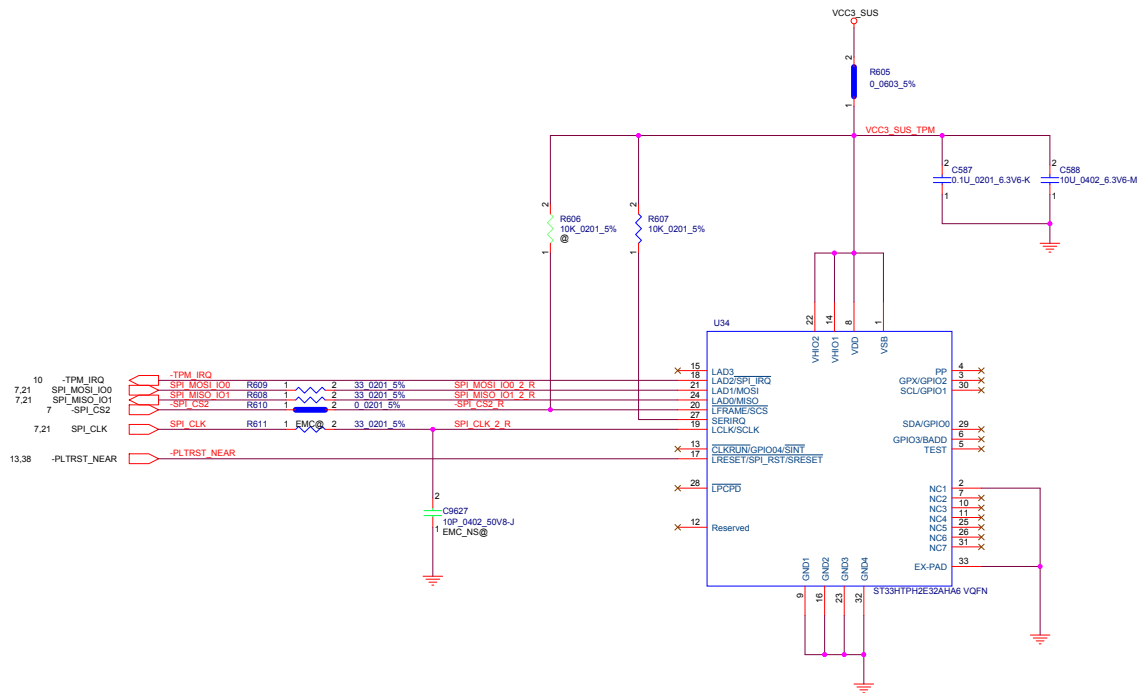 VCC3_SUS
2
R605
0_0603_5%
1
VCC3_SUS_TPM
2
C587
0.1U_0201_6.3V6-K
1
2
C588
10U_0402_6.3V6-M
1
2
R606
10K_0201_5%
@
1
2
R607
10K_0201_5%
1
U34
22
14
8
1
VHIO2
VHIO1
VDD
VSB
10 -TPM_IRQ -TPM_IRQ
7,21 SPI_MOSI_IO0 SPI_MOSI_IO0 R609 1 2 33_0201_5% SPI_MOSI_IO0_2_R
7,21 SPI_MISO_IO1 SPI_MISO_IO1 R608 1 2 33_0201_5% SPI_MISO_IO1_2_R
7 -SPI_CS2 -SPI_CS2 R610 1 2 0_0201_5% -SPI_CS2_R
7,21 SPI_CLK SPI_CLK R611 1 EMC@ 2 33_0201_5% SPI_CLK_2_R
13,38 -PLTRST_NEAR -PLTRST_NEAR
15 LAD3
18 LAD2/SPI_IRQ
21 LAD1/MOSI
24 LAD0/MISO
20 LFRAME/SCS
27 SERIRQ
19 LCLK/SCLK
13 CLKRUN/GPIO04/SINT
17 LRESET/SPI_RST/SRESET
28 LPCPD
12 Reserved
PP 4
GPX/GPIO2 3
SCL/GPIO1 30
SDA/GPIO0 29
GPIO3/BADD 6
TEST 5
NC1 2
NC2 7
NC3 10
NC4 11
NC5 25
NC6 26
NC7 31
EX-PAD 33
2
C9627
10P_0402_50V8-J
1 EMC_NS@
GND1
GND2
GND3
GND4
9
16
23
32
ST33HTPH2E32AHA6 VQFN